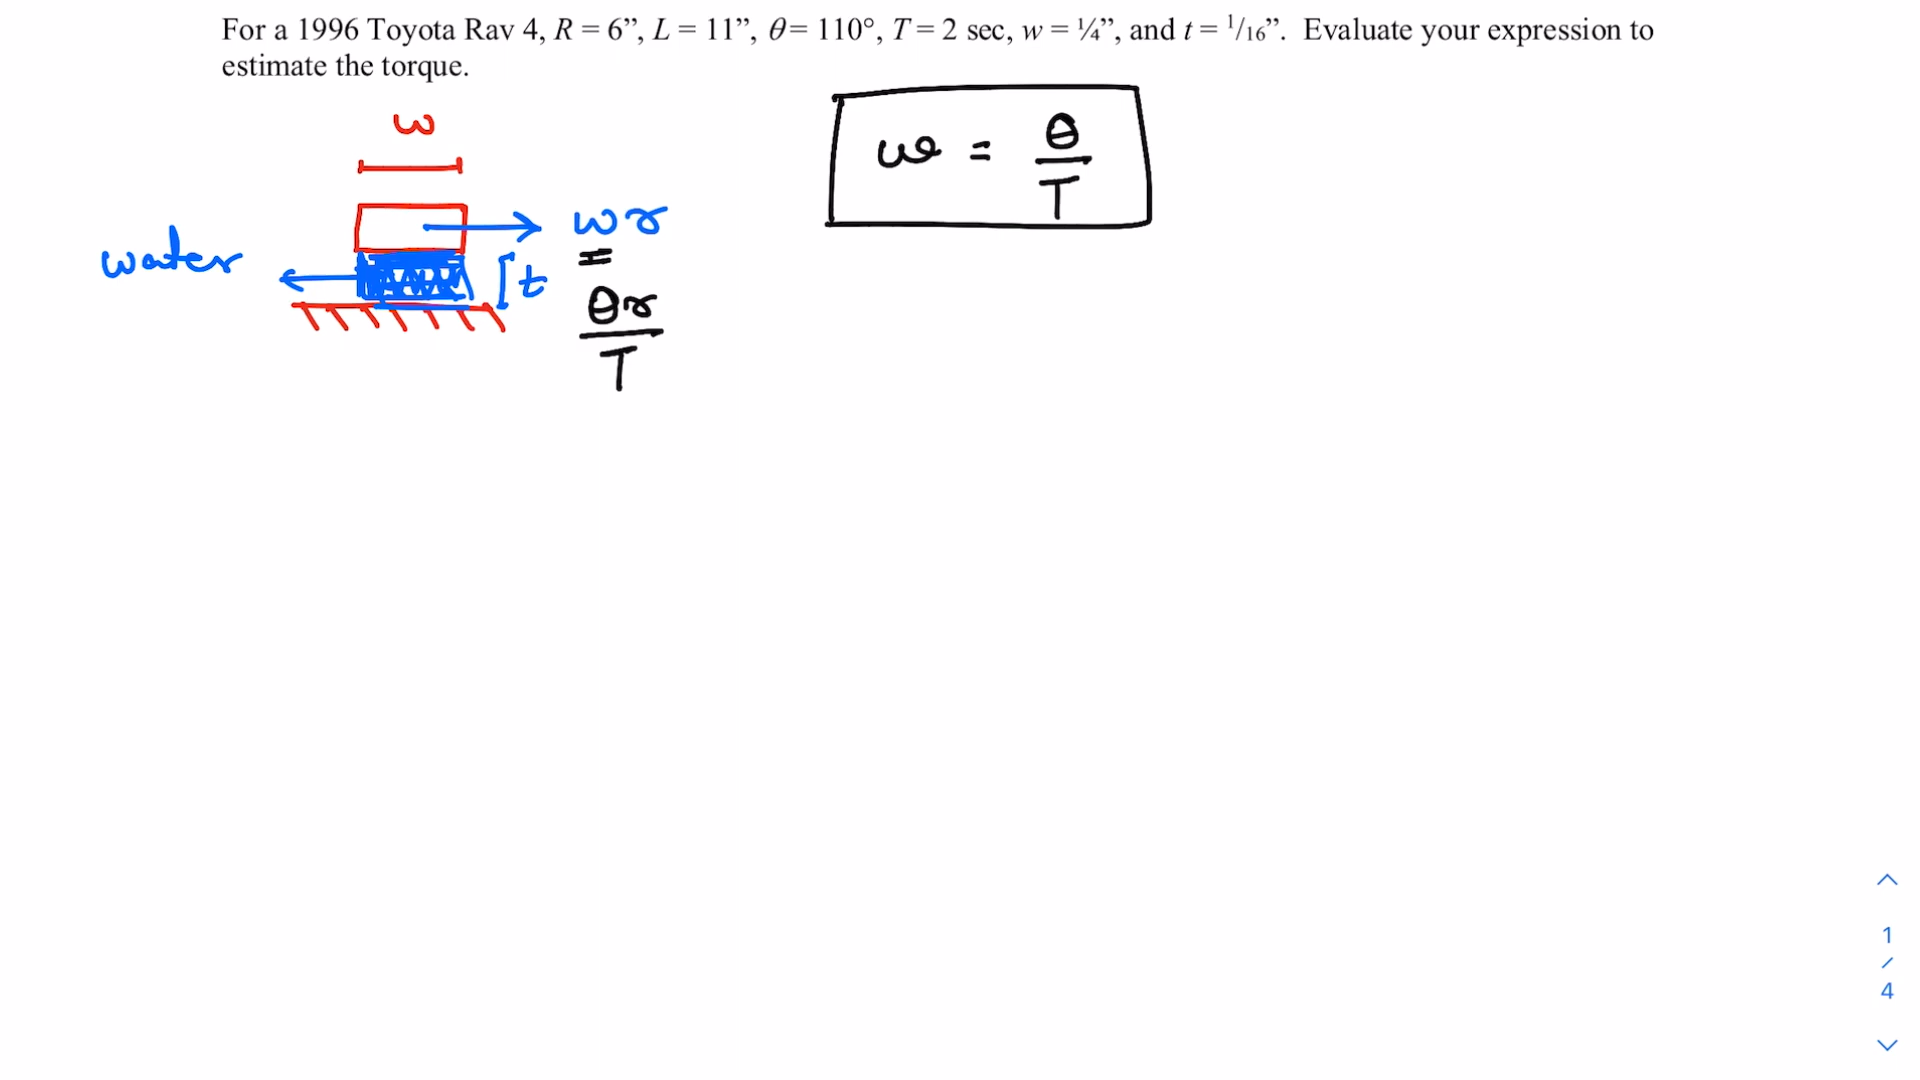 For a 1996 Toyota Rav 4, R = 6”, L = 11”, θ= 110°, T = 2 sec, w = ¼”, and t = 1/16”. Evaluate your expression to
estimate the torque.
ω
ω = θ/T
water
ωr
t
=
θr/T
1
/
4